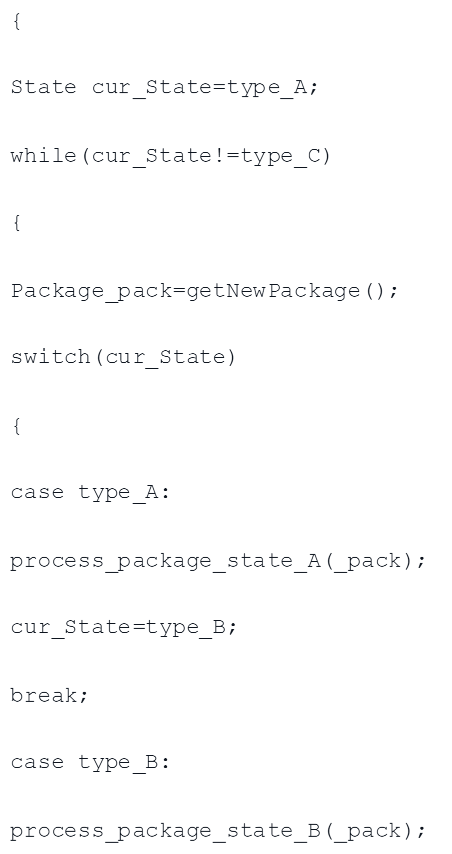 {
State cur_State=type_A;
while(cur_State!=type_C)
{
Package_pack=getNewPackage();
switch(cur_State)
{
case type_A:
process_package_state_A(_pack);
cur_State=type_B;
break;
case type_B:
process_package_state_B(_pack);